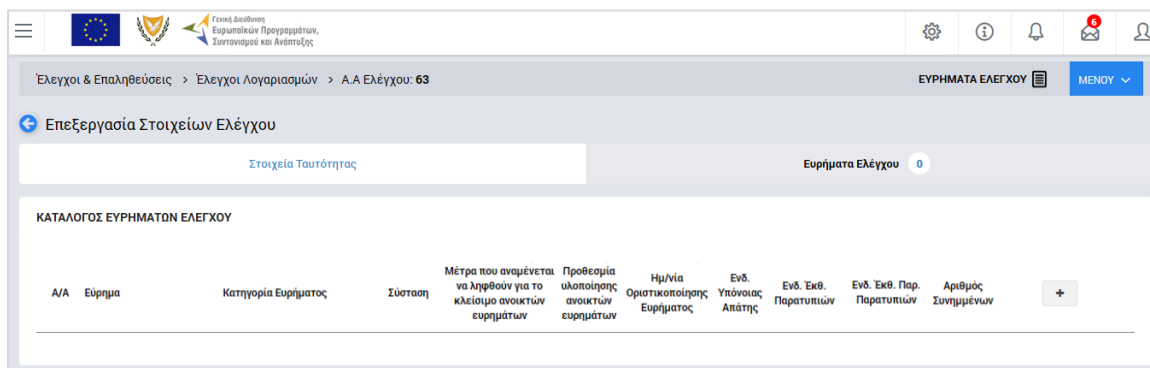 Γενική Διεύθυνση
Ευρωπαϊκών Προγραμμάτων,
Συντονισμού και Ανάπτυξης
6
Έλεγχοι & Επαληθεύσεις > Έλεγχοι Λογαριασμών > Α.Α Ελέγχου: 63
ΕΥΡΗΜΑΤΑ ΕΛΕΓΧΟΥ
ΜΕΝΟΥ
Επεξεργασία Στοιχείων Ελέγχου
Στοιχεία Ταυτότητας
Ευρήματα Ελέγχου 0
ΚΑΤΑΛΟΓΟΣ ΕΥΡΗΜΑΤΩΝ ΕΛΕΓΧΟΥ
Α/Α
Εύρημα
Κατηγορία Ευρήματος
Σύσταση
Μέτρα που αναμένεται
να ληφθούν για το
κλείσιμο ανοικτών
ευρημάτων
Προθεσμία
υλοποίησης
ανοικτών
ευρημάτων
Ημ/νία
Οριστικοποίησης
Ευρήματος
Ενδ.
Υπόνοιας
Απάτης
Ενδ. Έκθ.
Παρατυπιών
Ενδ. Έκθ. Παρ.
Παρατυπιών
Αριθμός
Συνημμένων
+